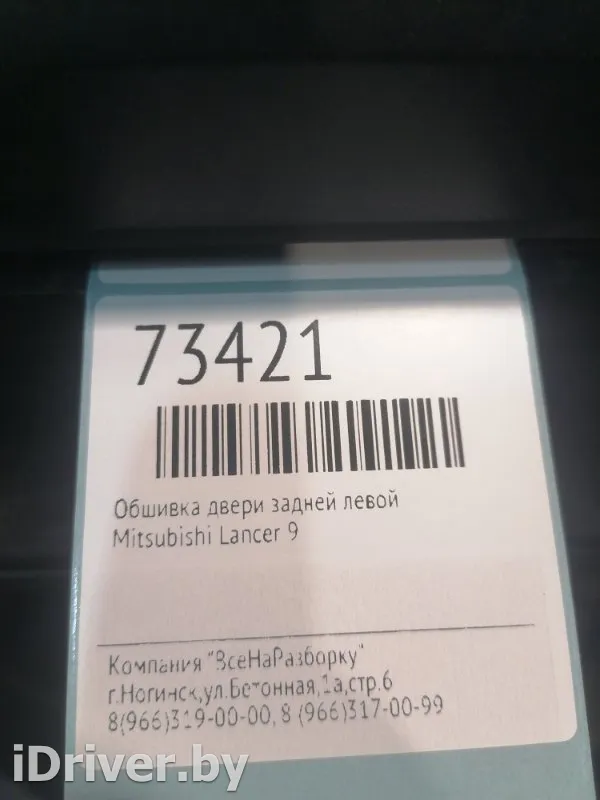 73421
Обшивка двери задней левой
Mitsubishi Lancer 9
Компания "ВсеНаРазборку"
г.Ногинск,ул.Бетонная,1а,стр.6
8(966)319-00-00, 8 (966)317-00-99
iDriver.by